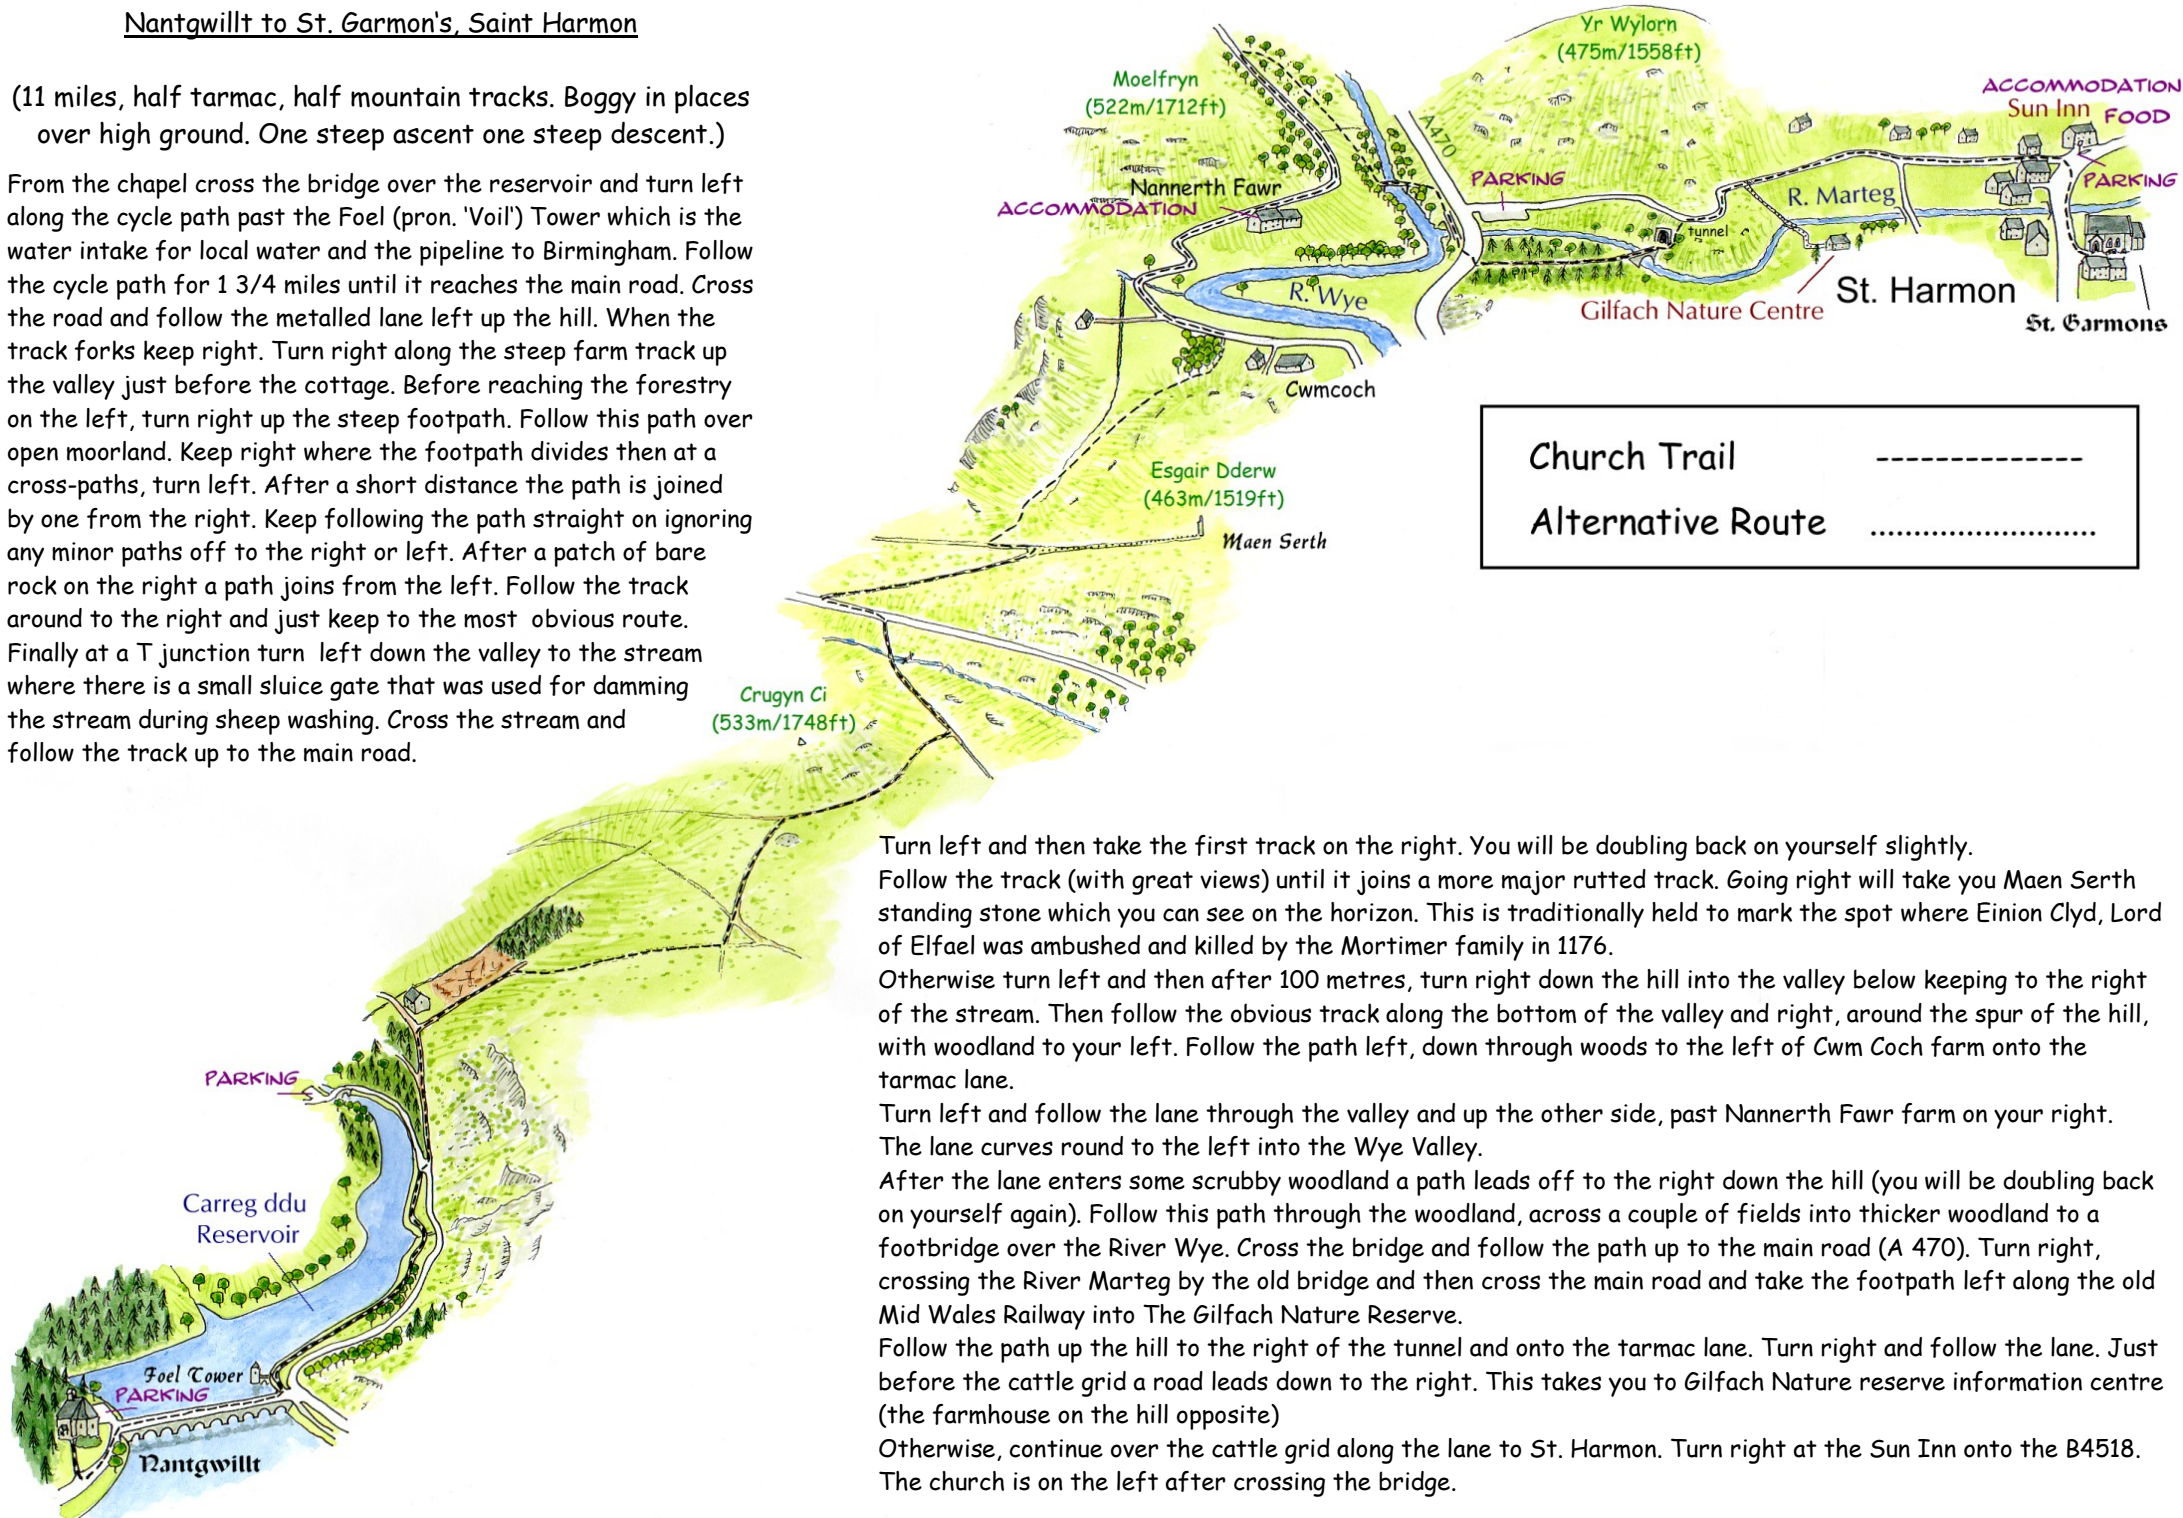 Nantgwillt to St. Garmon's, Saint Harmon
(11 miles, half tarmac, half mountain tracks. Boggy in places
over high ground. One steep ascent one steep descent.)
From the chapel cross the bridge over the reservoir and turn left
along the cycle path past the Foel (pron. 'Voil') Tower which is the
water intake for local water and the pipeline to Birmingham. Follow
the cycle path for 1 3/4 miles until it reaches the main road. Cross
the road and follow the metalled lane left up the hill. When the
track forks keep right. Turn right along the steep farm track up
the valley just before the cottage. Before reaching the forestry
on the left, turn right up the steep footpath. Follow this path over
open moorland. Keep right where the footpath divides then at a
cross-paths, turn left. After a short distance the path is joined
by one from the right. Keep following the path straight on ignoring
any minor paths off to the right or left. After a patch of bare
rock on the right a path joins from the left. Follow the track
around to the right and just keep to the most obvious route.
Finally at a T junction turn left down the valley to the stream
where there is a small sluice gate that was used for damming
the stream during sheep washing. Cross the stream and
follow the track up to the main road.
Yr Wylorn
(475m/1558ft)
Moelfryn
(522m/1712ft)
A470
ACCOMMODATION
Sun Inn
FOOD
PARKING
PARKING
Nannerth Fawr
ACCOMMODATION
R. Marteg
tunnel
R. Wye
Gilfach Nature Centre
St. Harmon
St. Garmons
Cwmcoch
Esgair Dderw
(463m/1519ft)
Maen Serth
Church Trail
Alternative Route
Crugyn Ci
(533m/1748ft)
PARKING
Carreg ddu
Reservoir
Foel Tower
PARKING
Nantgwillt
Turn left and then take the first track on the right. You will be doubling back on yourself slightly.
Follow the track (with great views) until it joins a more major rutted track. Going right will take you Maen Serth
standing stone which you can see on the horizon. This is traditionally held to mark the spot where Einion Clyd, Lord
of Elfael was ambushed and killed by the Mortimer family in 1176.
Otherwise turn left and then after 100 metres, turn right down the hill into the valley below keeping to the right
of the stream. Then follow the obvious track along the bottom of the valley and right, around the spur of the hill,
with woodland to your left. Follow the path left, down through woods to the left of Cwm Coch farm onto the
tarmac lane.
Turn left and follow the lane through the valley and up the other side, past Nannerth Fawr farm on your right.
The lane curves round to the left into the Wye Valley.
After the lane enters some scrubby woodland a path leads off to the right down the hill (you will be doubling back
on yourself again). Follow this path through the woodland, across a couple of fields into thicker woodland to a
footbridge over the River Wye. Cross the bridge and follow the path up to the main road (A 470). Turn right,
crossing the River Marteg by the old bridge and then cross the main road and take the footpath left along the old
Mid Wales Railway into The Gilfach Nature Reserve.
Follow the path up the hill to the right of the tunnel and onto the tarmac lane. Turn right and follow the lane. Just
before the cattle grid a road leads down to the right. This takes you to Gilfach Nature reserve information centre
(the farmhouse on the hill opposite)
Otherwise, continue over the cattle grid along the lane to St. Harmon. Turn right at the Sun Inn onto the B4518.
The church is on the left after crossing the bridge.